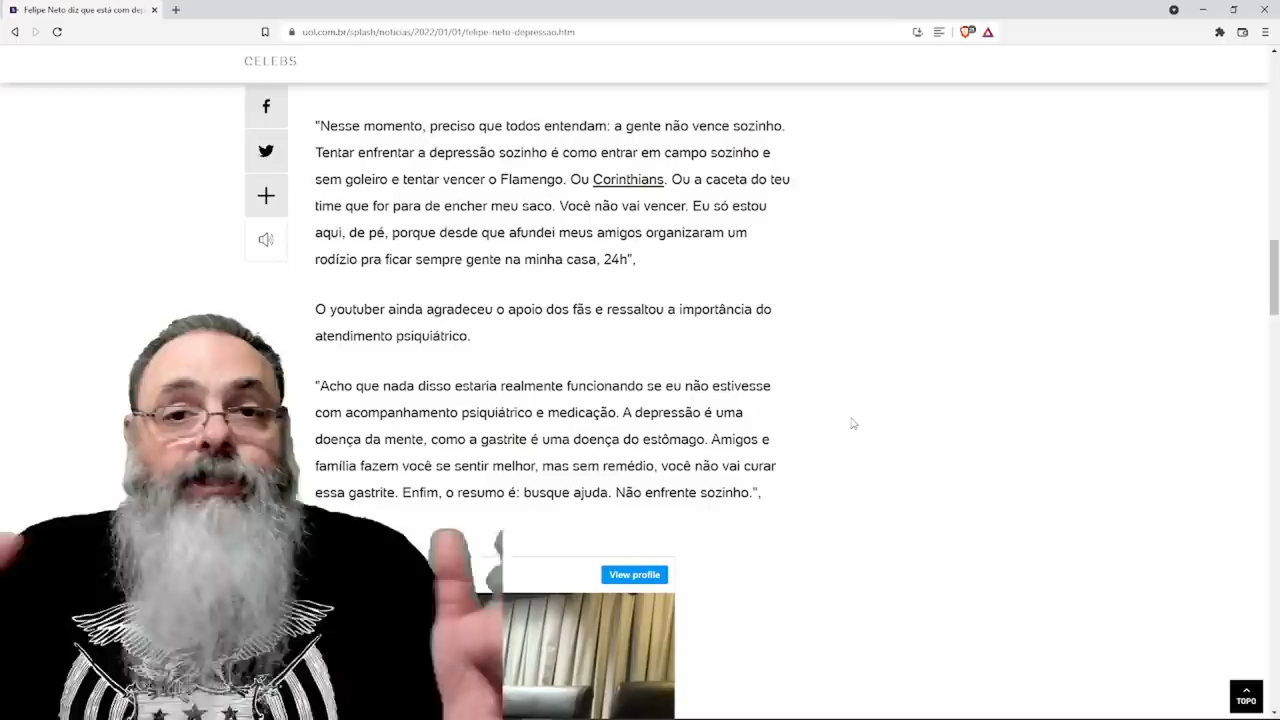 Felipe Neto diz que está com dep
uol.com.br/splash/noticias/2022/01/01/felipe-neto-depressao.htm
CELEBS
"Nesse momento, preciso que todos entendam: a gente não vence sozinho.
Tentar enfrentar a depressão sozinho é como entrar em campo sozinho e
sem goleiro e tentar vencer o Flamengo. Ou Corinthians. Ou a caceta do teu
time que for para de encher meu saco. Você não vai vencer. Eu só estou
aqui, de pé, porque desde que afundei meus amigos organizaram um
rodízio pra ficar sempre gente na minha casa, 24h",
O youtuber ainda agradeceu o apoio dos fãs e ressaltou a importância do
atendimento psiquiátrico.
"Acho que nada disso estaria realmente funcionando se eu não estivesse
com acompanhamento psiquiátrico e medicação. A depressão é uma
doença da mente, como a gastrite é uma doença do estômago. Amigos e
família fazem você se sentir melhor, mas sem remédio, você não vai curar
essa gastrite. Enfim, o resumo é: busque ajuda. Não enfrente sozinho.",
View profile
TOPO